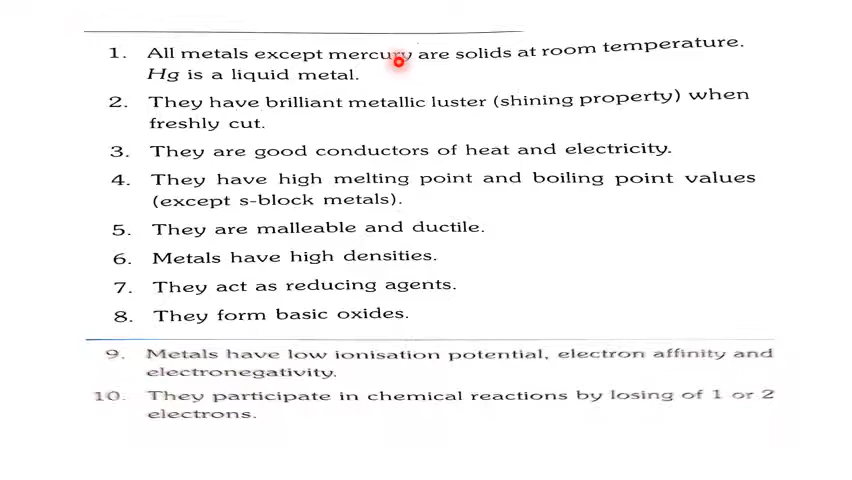 1. All metals except mercury are solids at room temperature.
Hg is a liquid metal.
2. They have brilliant metallic luster (shining property) when
freshly cut.
3. They are good conductors of heat and electricity.
4. They have high melting point and boiling point values
(except s-block metals).
5. They are malleable and ductile.
6. Metals have high densities.
7. They act as reducing agents.
8. They form basic oxides.
9. Metals have low ionisation potential, electron affinity and
electronegativity.
10. They participate in chemical reactions by losing of 1 or 2
electrons.